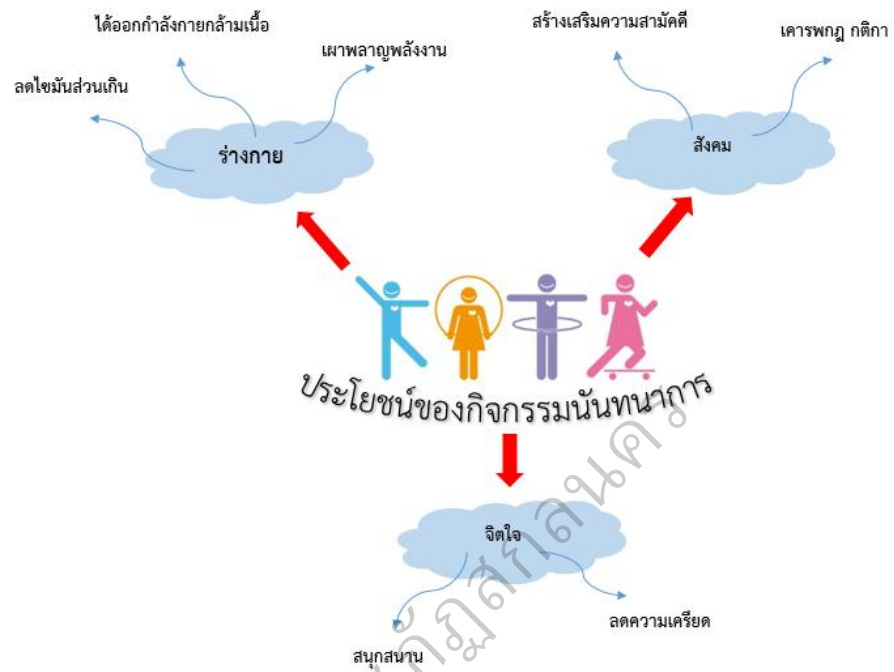 ได้ออกกำลังกายกล้ามเนื้อ
เผาพลาญพลังงาน
ลดไขมันส่วนเกิน
ร่างกาย
สร้างเสริมความสามัคคี
เคารพกฎ กติกา
สังคม
ประโยชน์ของกิจกรรมนันทนาการ
จิตใจ
สนุกสนาน
ลดความเครียด